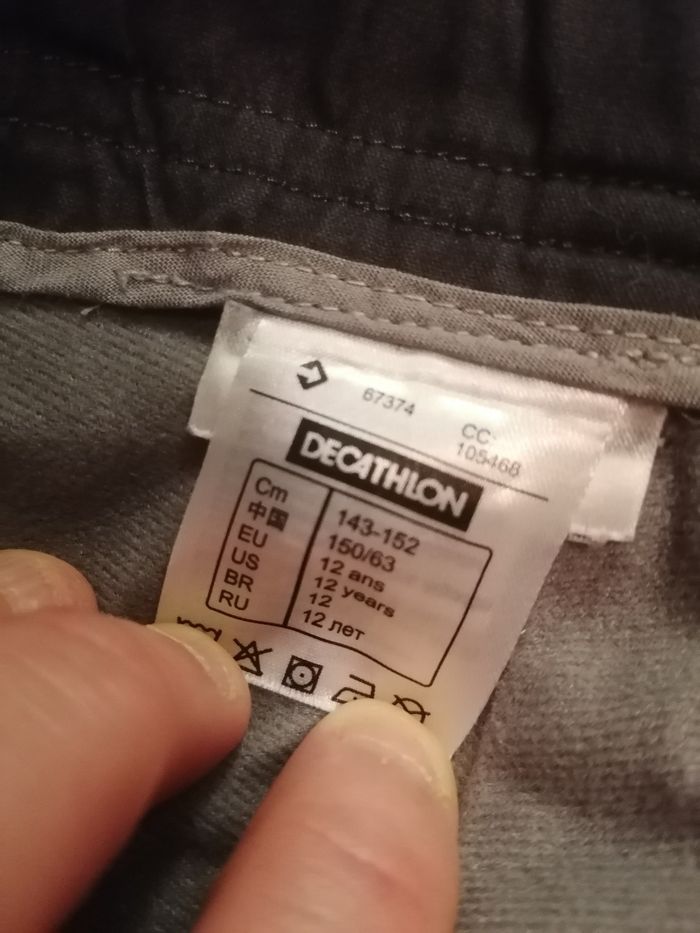 67374
CC:
105468
DECATHLON
Cm 143-152
中国 150/63
EU 12 ans
US 12 years
BR 12
RU 12 лет